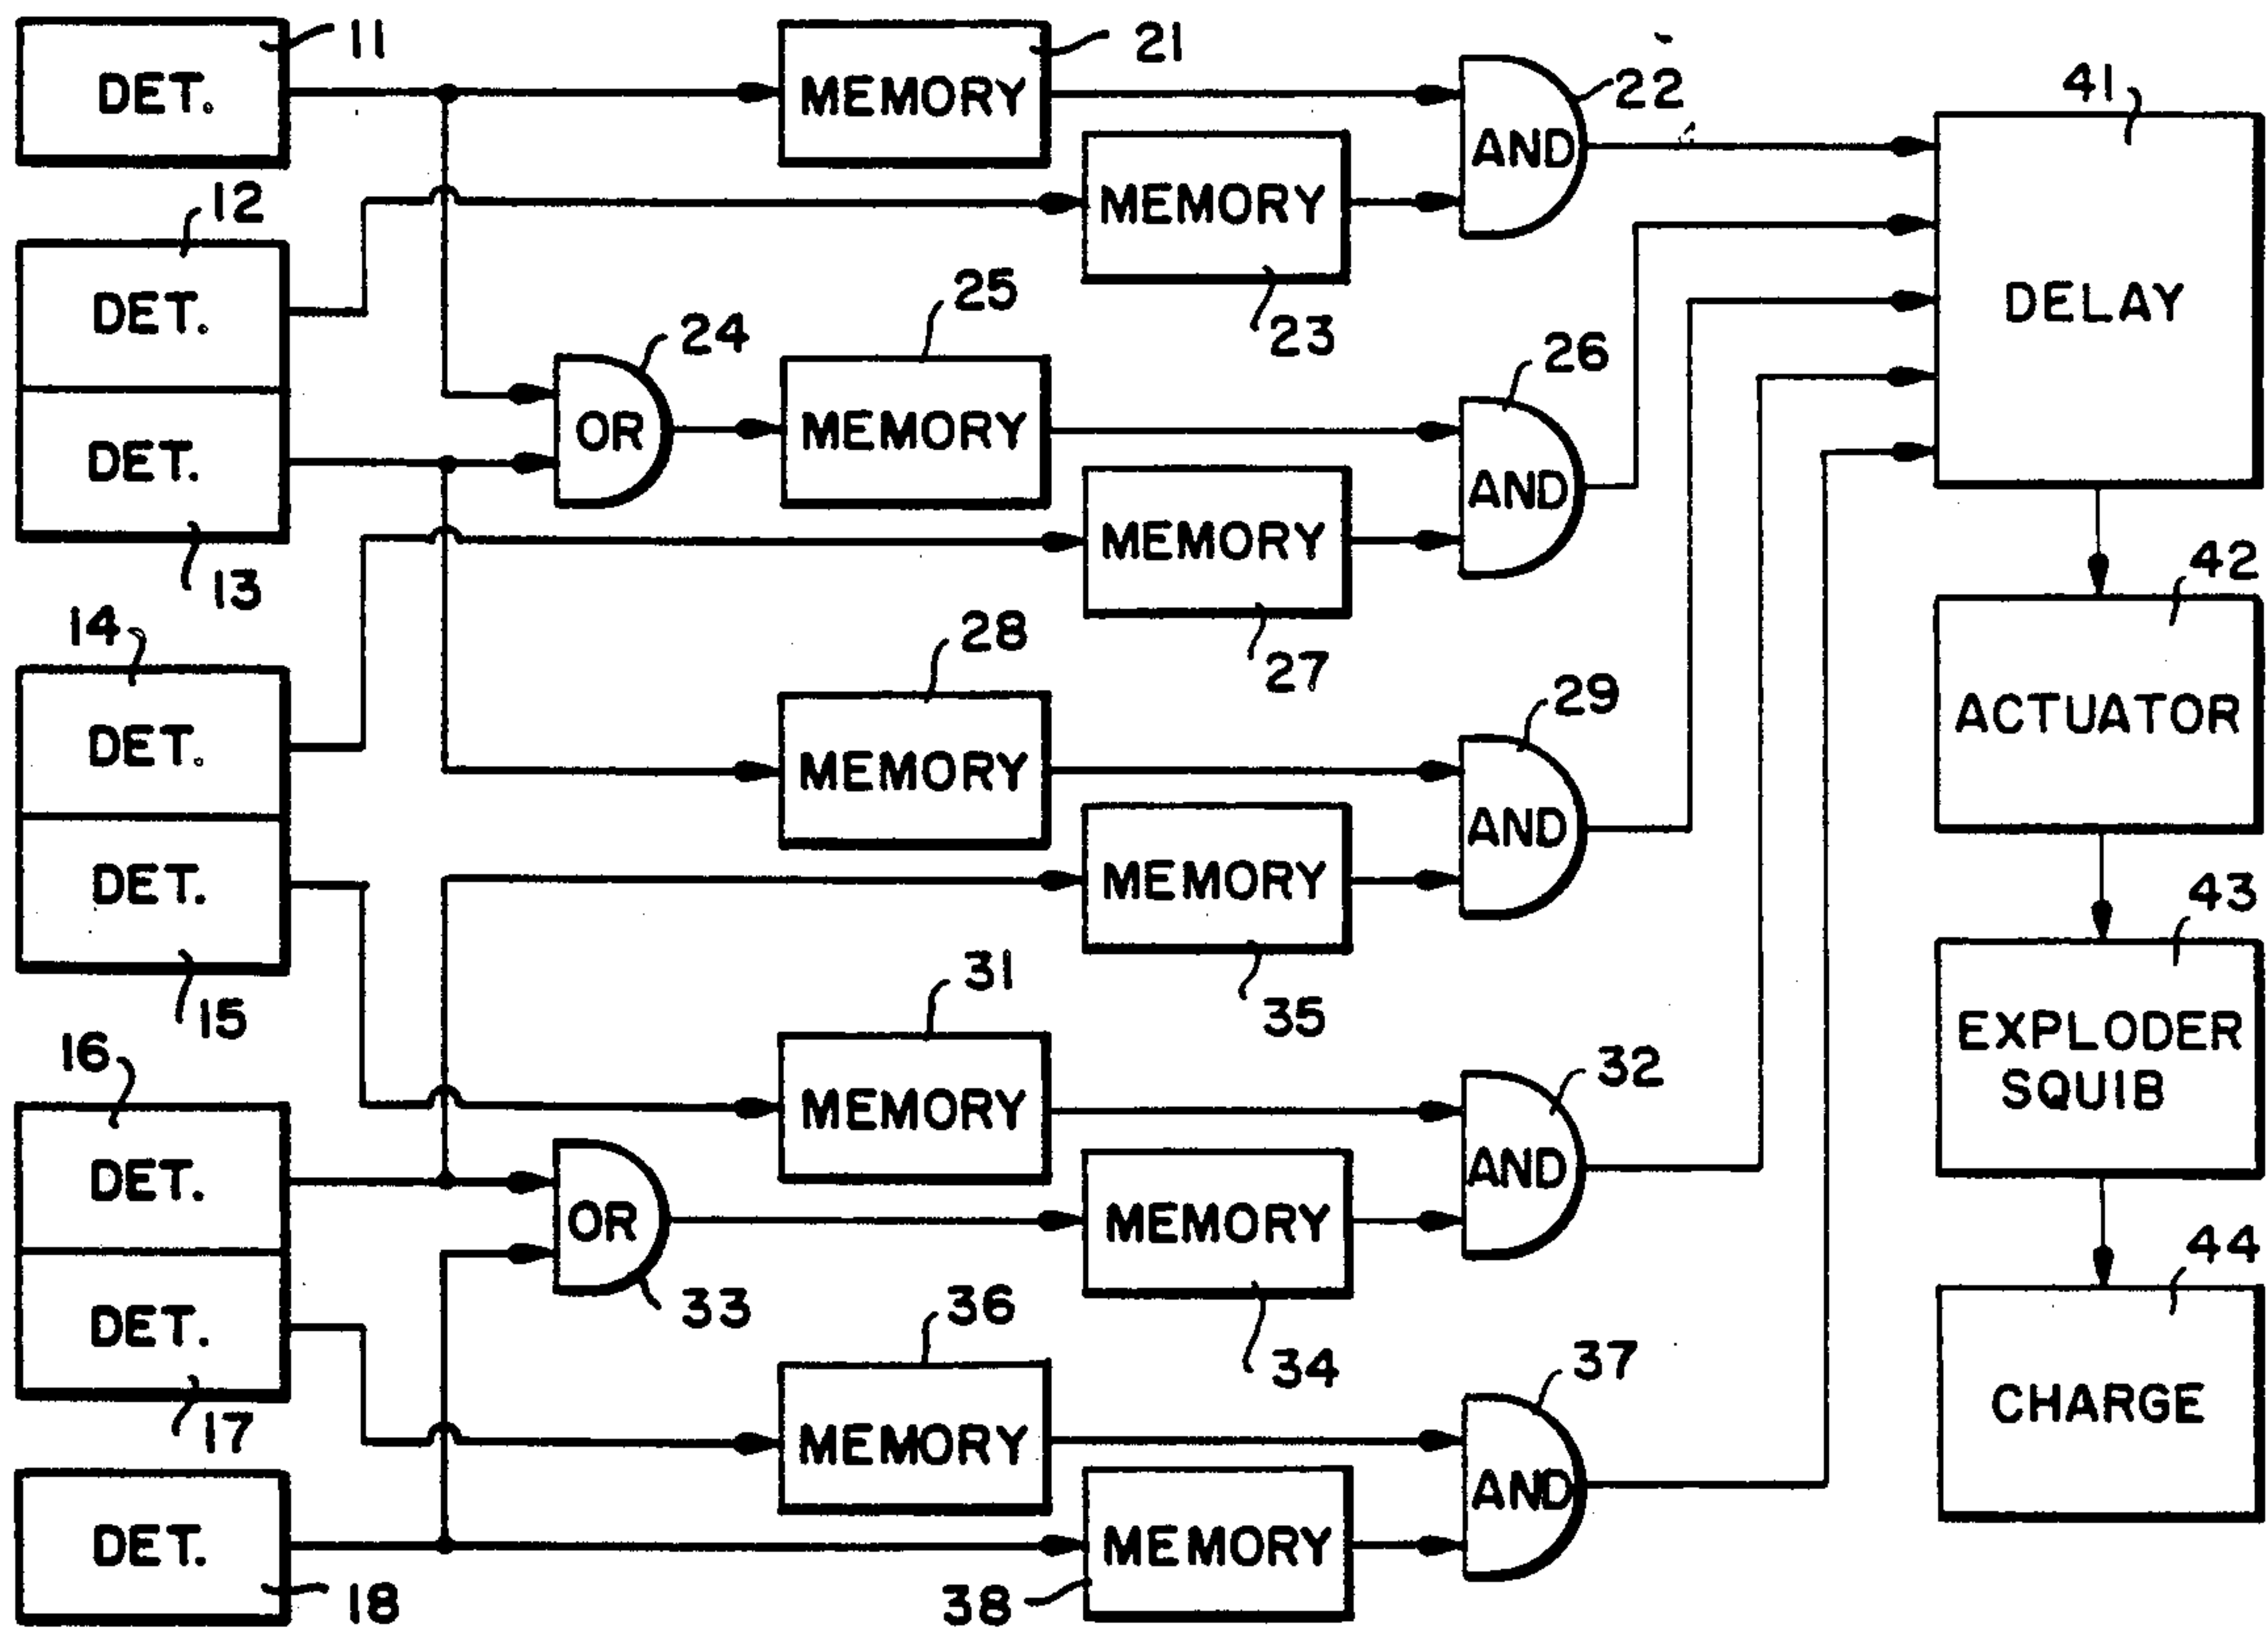 11
DET.
21
MEMORY
22
AND
41
DELAY
12
DET.
MEMORY
23
24
OR
25
MEMORY
26
AND
DET.
13
MEMORY
27
42
ACTUATOR
14
DET.
28
MEMORY
29
AND
DET.
15
MEMORY
35
43
EXPLODER
SQUIB
16
DET.
31
MEMORY
32
AND
OR
33
MEMORY
34
44
CHARGE
DET.
17
36
MEMORY
37
AND
DET.
18
MEMORY
38